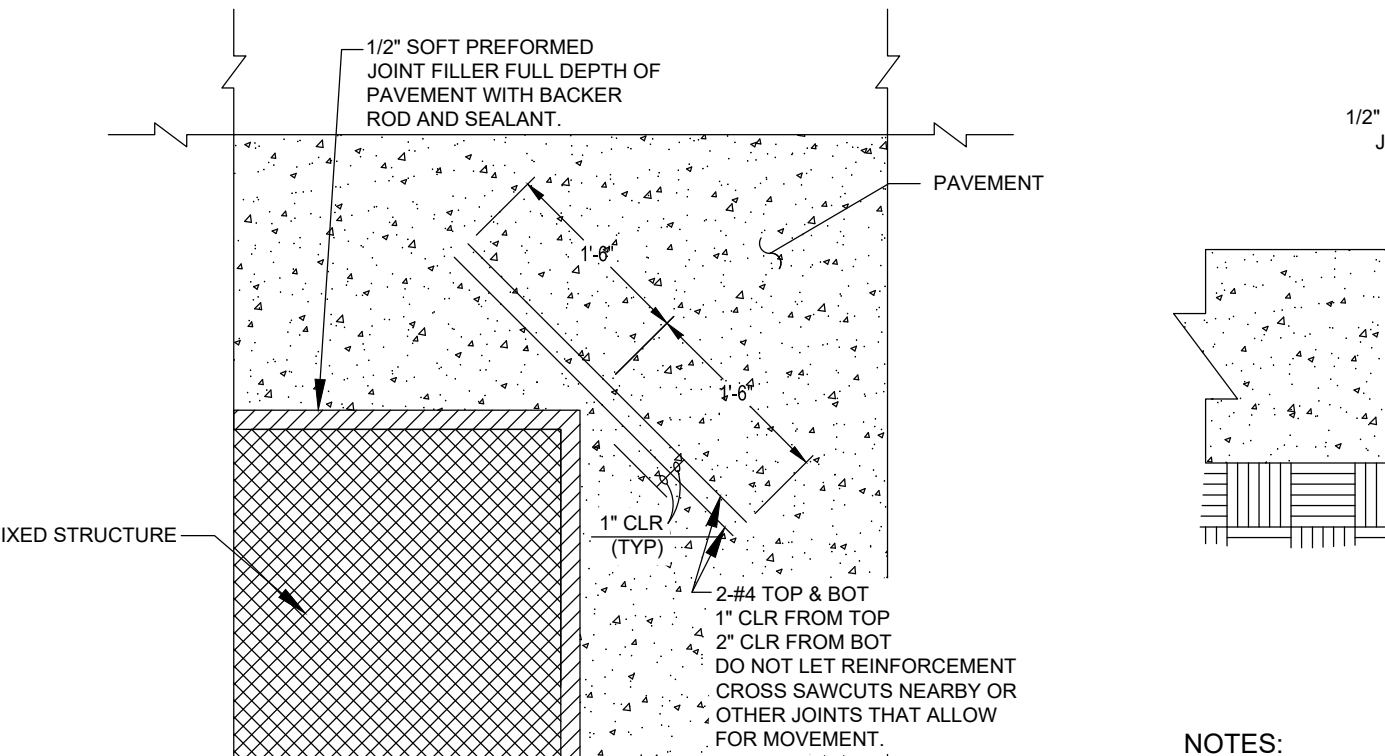 1/2" SOFT PREFORMED
JOINT FILLER FULL DEPTH OF
PAVEMENT WITH BACKER
ROD AND SEALANT.
1/2"
J
PAVEMENT
1'-6"
1'-6"
IXED STRUCTURE
1" CLR
(TYP)
2-#4 TOP & BOT
1" CLR FROM TOP
2" CLR FROM BOT
DO NOT LET REINFORCEMENT
CROSS SAWCUTS NEARBY OR
OTHER JOINTS THAT ALLOW
FOR MOVEMENT.
NOTES: